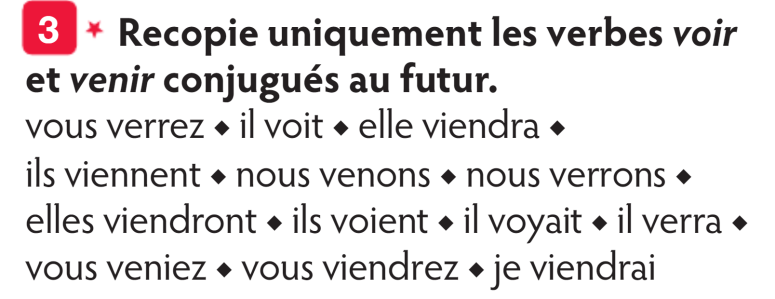 3 * Recopie uniquement les verbes voir
et venir conjugués au futur.
vous verrez ◆ il voit ◆ elle viendra ◆
ils viennent ◆ nous venons ◆ nous verrons ◆
elles viendront ◆ ils voient ◆ il voyait ◆ il verra ◆
vous veniez ◆ vous viendrez ◆ je viendrai